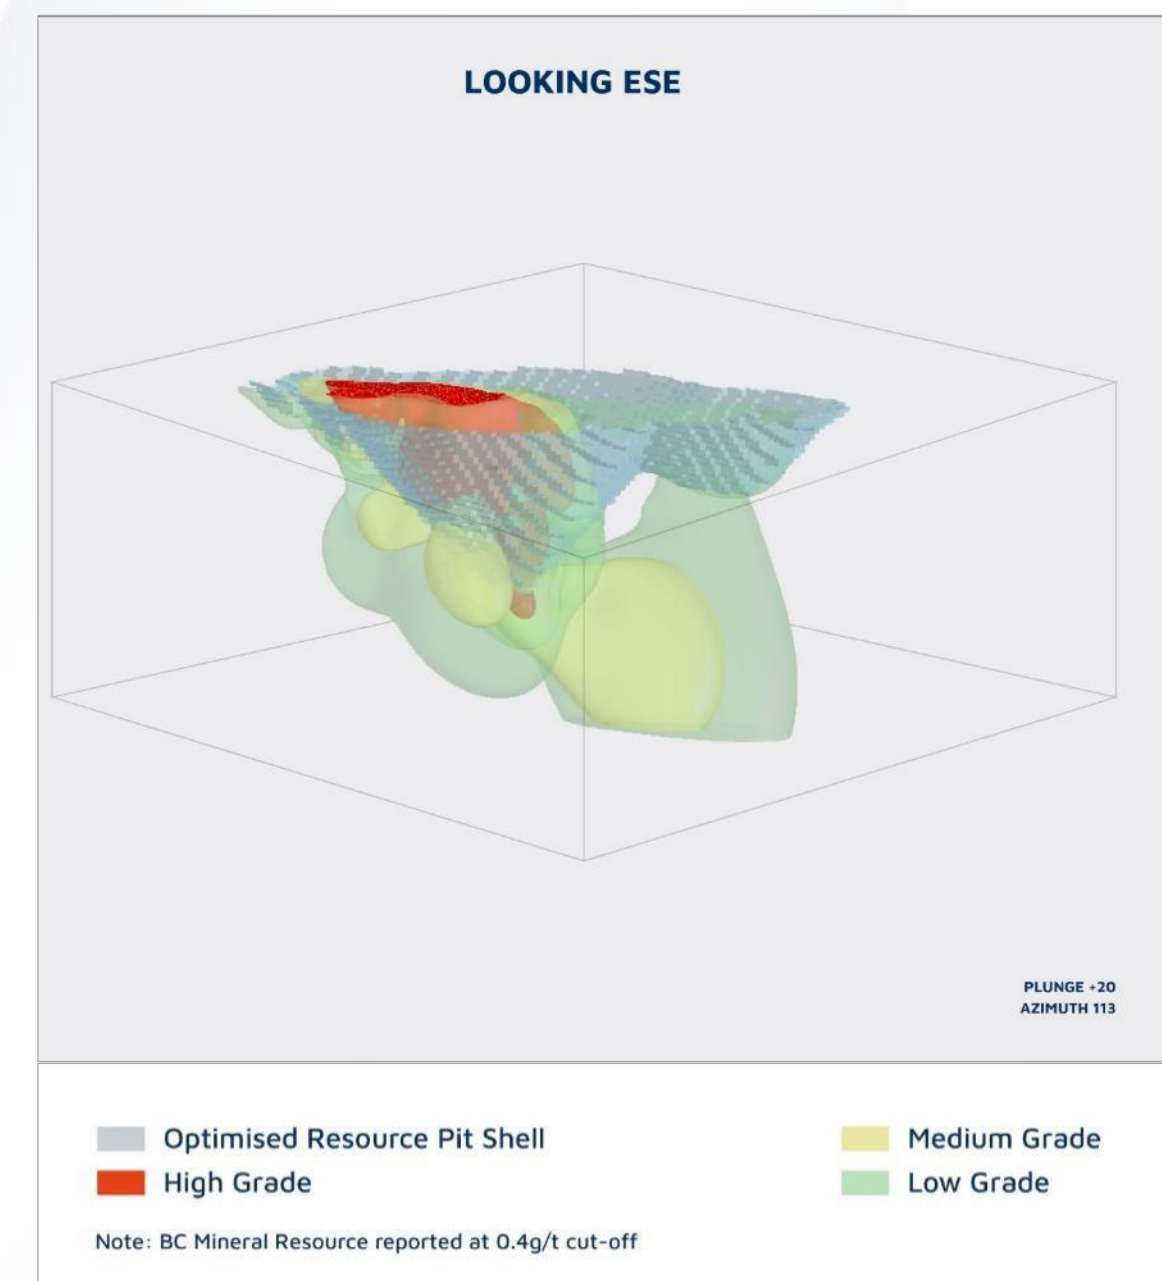 LOOKING ESE
PLUNGE +20
AZIMUTH 113
Optimised Resource Pit Shell
High Grade
Medium Grade
Low Grade
Note: BC Mineral Resource reported at 0.4g/t cut-off